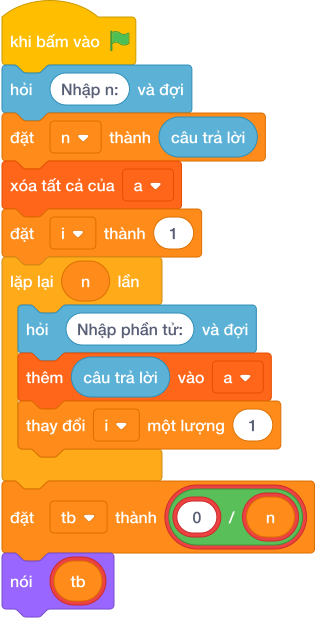 khi bấm vào
hỏi Nhập n: và đợi
đặt n thành câu trả lời
xóa tất cả của a
đặt i thành 1
lặp lại n lần
hỏi Nhập phần tử: và đợi
thêm câu trả lời vào a
thay đổi i một lượng 1
đặt tb thành 0 / n
nói tb